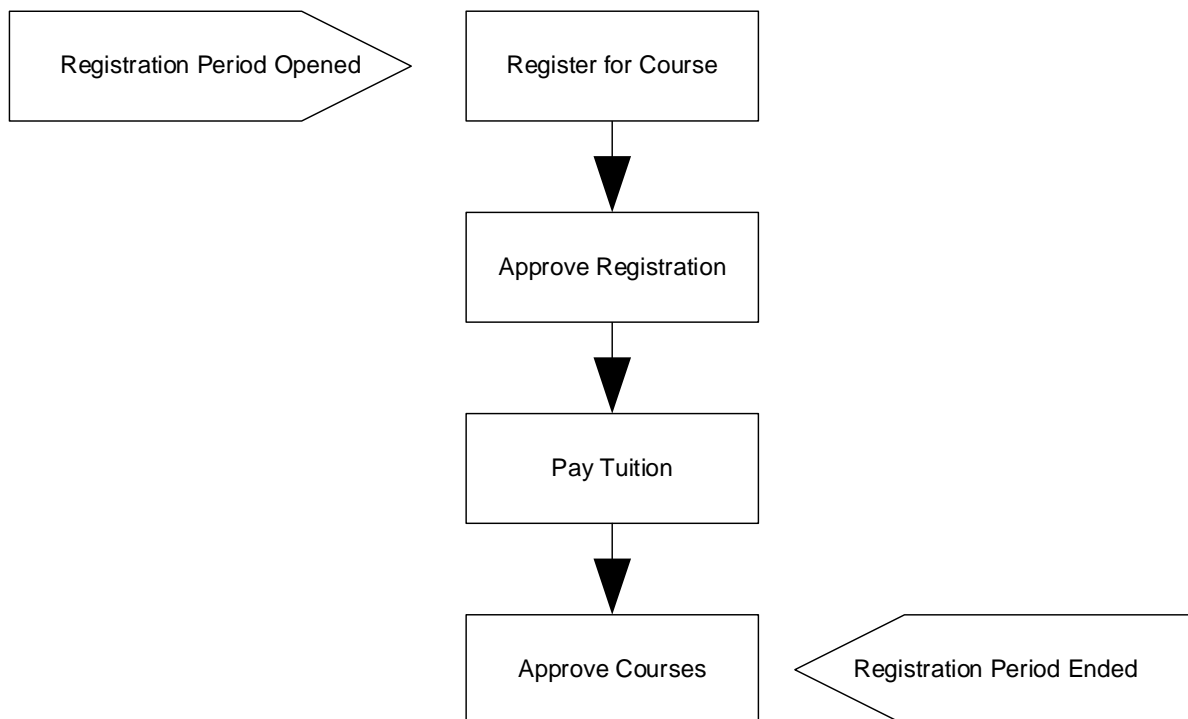 Registration Period Opened
Register for Course
Approve Registration
Pay Tuition
Approve Courses
Registration Period Ended